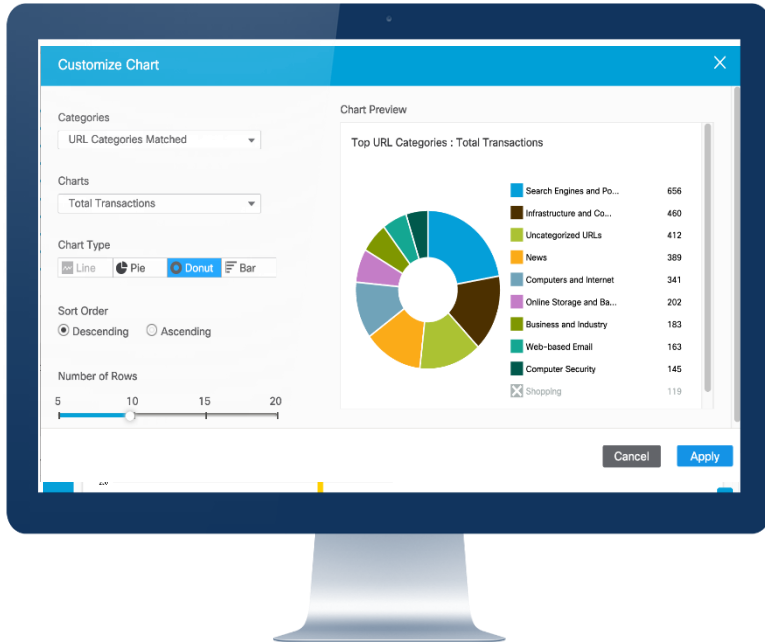 Customize Chart
Categories
URL Categories Matched
Charts
Total Transactions
Chart Type
Line Pie Donut Bar
Sort Order
Descending Ascending
Number of Rows
5 10 15 20
Chart Preview
Top URL Categories : Total Transactions
Search Engines and Po... 656
Infrastructure and Co... 460
Uncategorized URLs 412
News 389
Computers and Internet 341
Online Storage and Ba... 202
Business and Industry 183
Web-based Email 163
Computer Security 145
Shopping 119
Cancel Apply